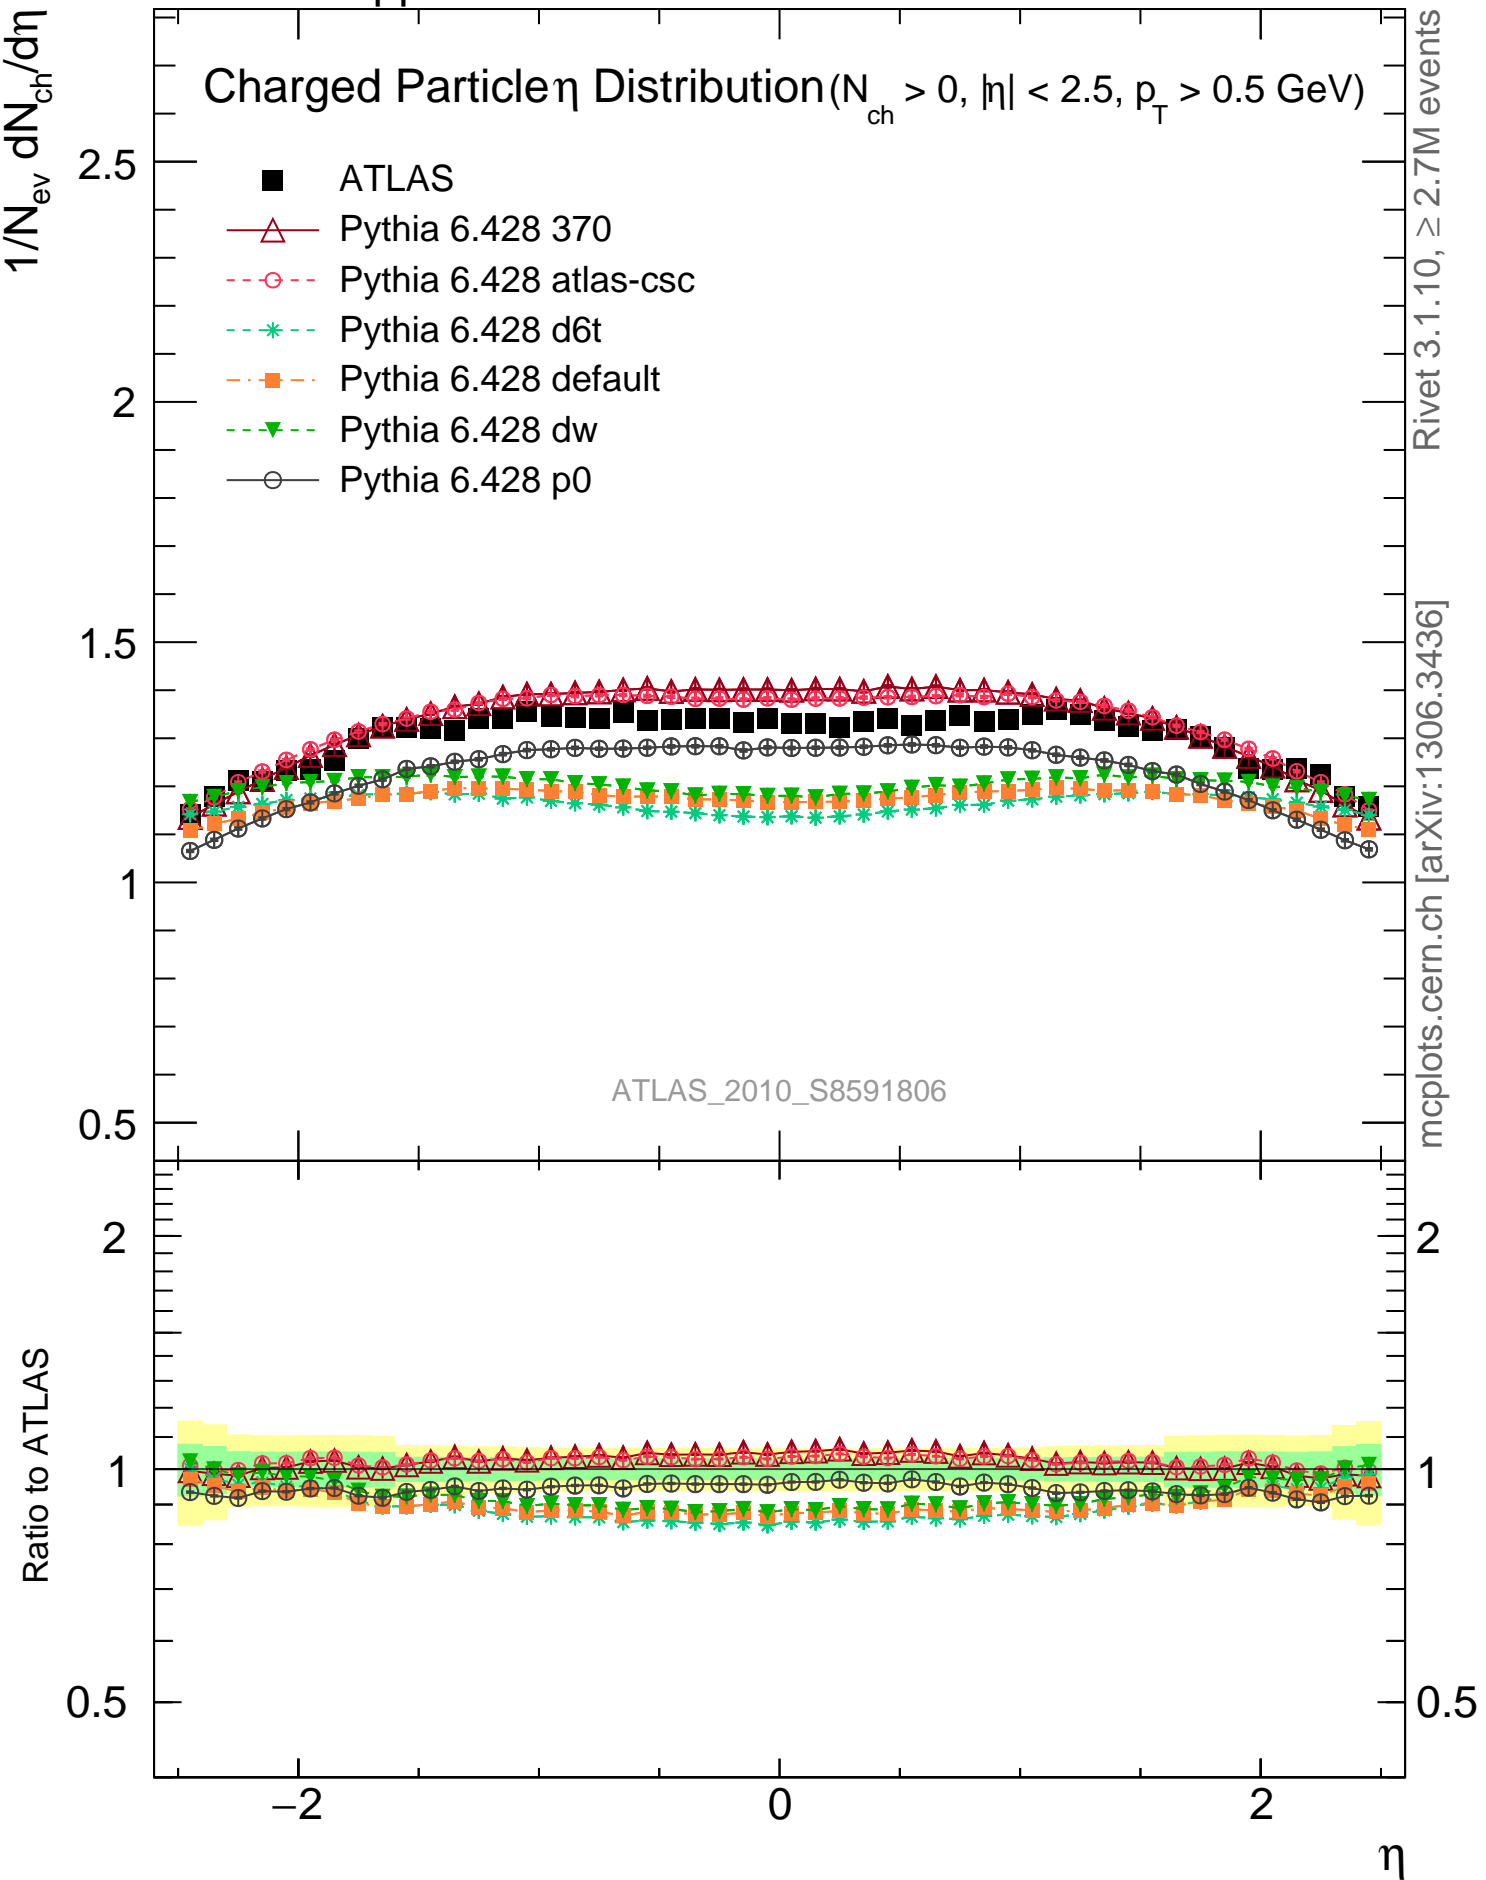 1/N_ev dN_ch/dη
Charged Particle η Distribution (N_ch > 0, |η| < 2.5, p_T > 0.5 GeV)
ATLAS
Pythia 6.428 370
Pythia 6.428 atlas-csc
Pythia 6.428 d6t
Pythia 6.428 default
Pythia 6.428 dw
Pythia 6.428 p0
2.5
2
1.5
1
0.5
ATLAS_2010_S8591806
Rivet 3.1.10, ≥ 2.7M events
mcplots.cern.ch [arXiv:1306.3436]
Ratio to ATLAS
2
1
0.5
2
1
0.5
−2
0
2
η